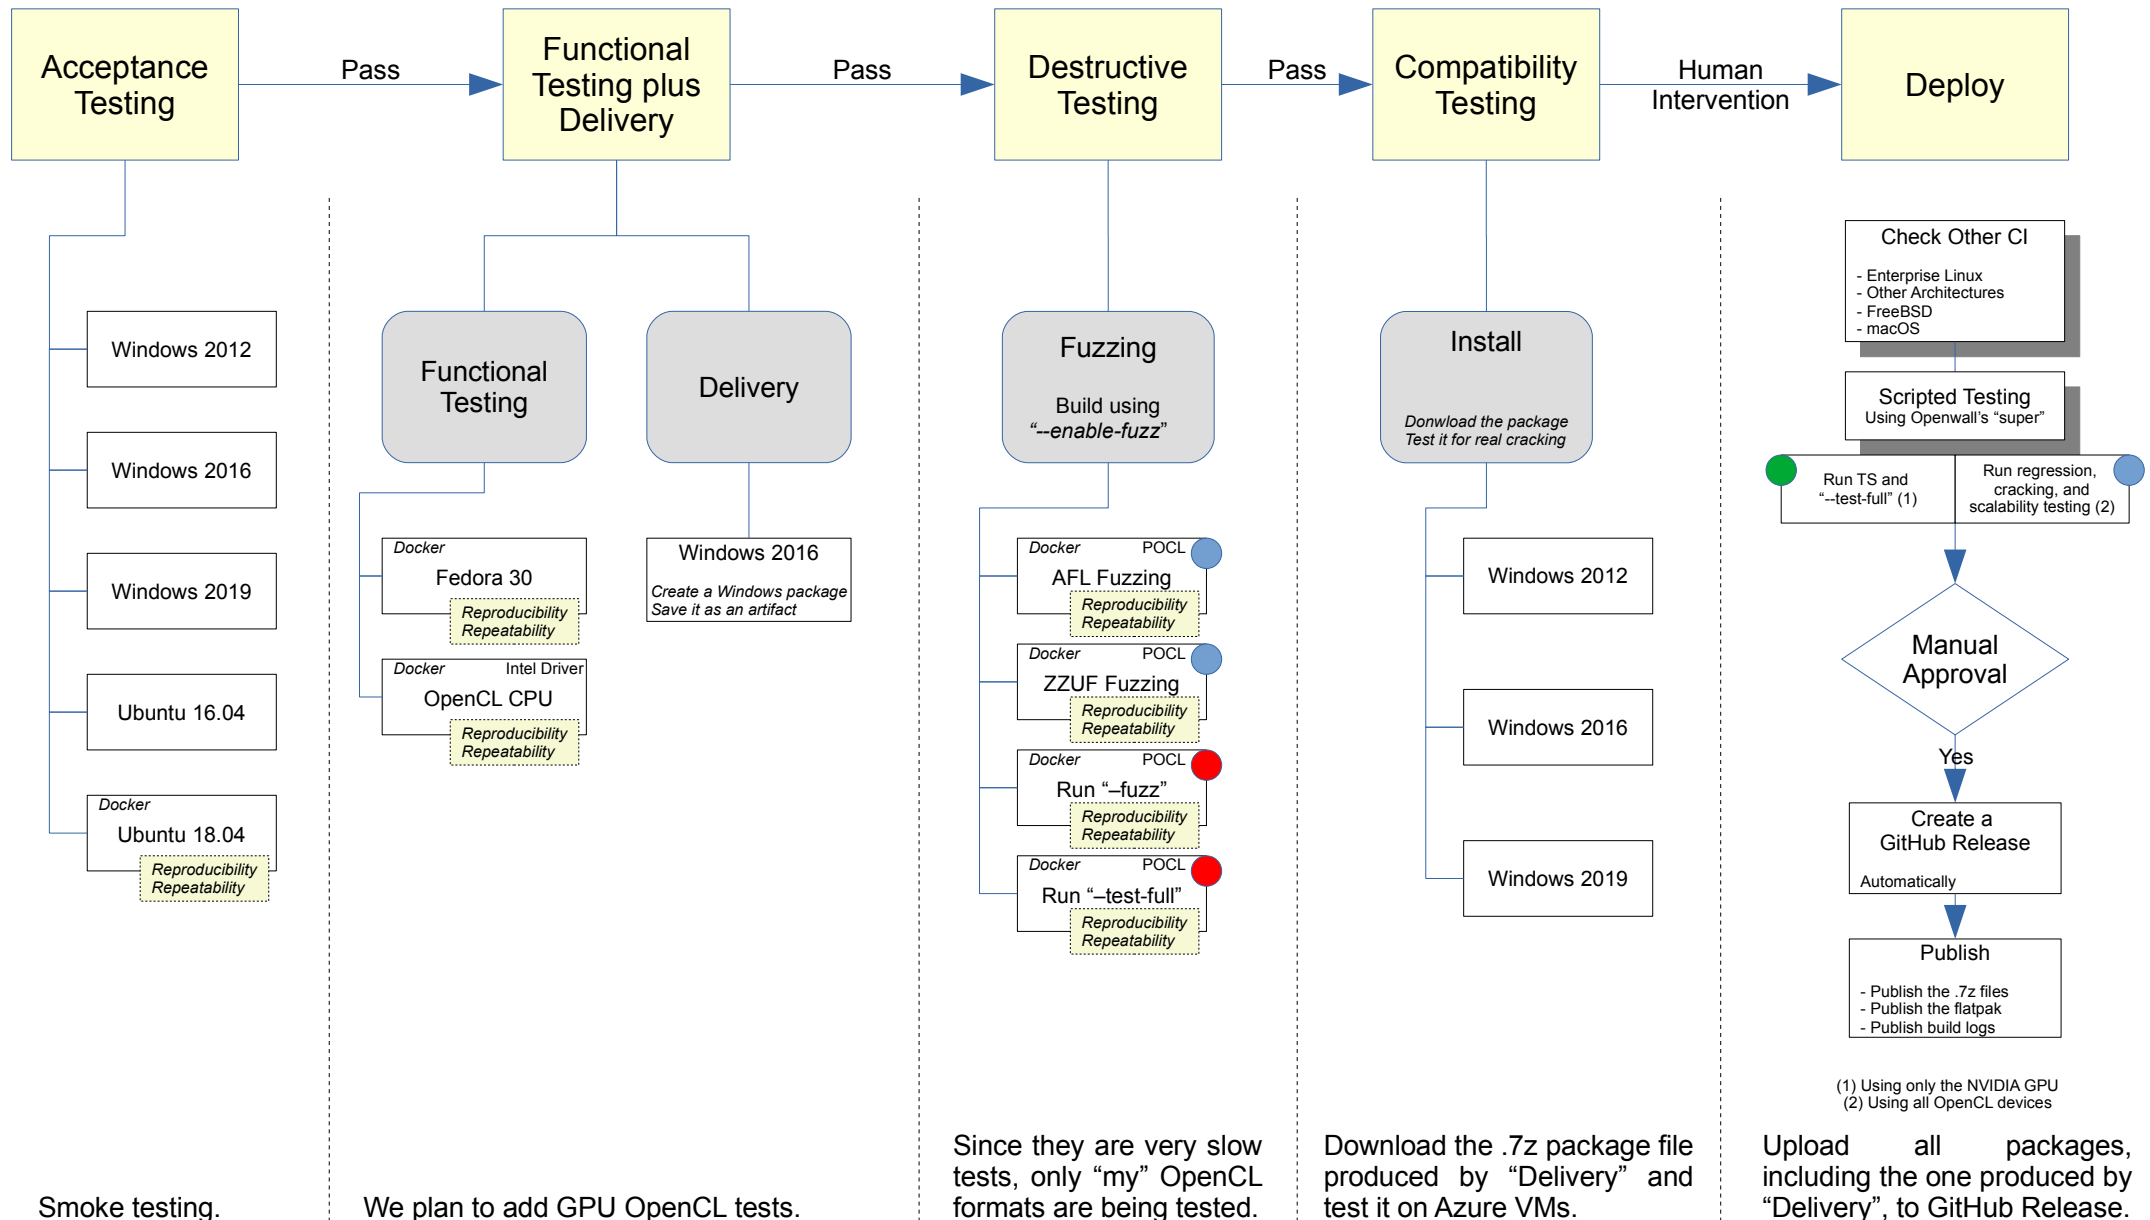 Acceptance
Testing
Pass
Functional
Testing plus
Delivery
Pass
Destructive
Testing
Pass
Compatibility
Testing
Human
Intervention
Deploy
Windows 2012
Windows 2016
Windows 2019
Ubuntu 16.04
Docker
Ubuntu 18.04
Reproducibility
Repeatability
Smoke testing.
Functional
Testing
Docker
Fedora 30
Reproducibility
Repeatability
Docker Intel Driver
OpenCL CPU
Reproducibility
Repeatability
Delivery
Windows 2016
Create a Windows package
Save it as an artifact
We plan to add GPU OpenCL tests.
Fuzzing
Build using
“--enable-fuzz”
Docker POCL
AFL Fuzzing
Reproducibility
Repeatability
Docker POCL
ZZUF Fuzzing
Reproducibility
Repeatability
Docker POCL
Run “–fuzz”
Reproducibility
Repeatability
Docker POCL
Run “–test-full”
Reproducibility
Repeatability
Since they are very slow
tests, only “my” OpenCL
formats are being tested.
Install
Donwload the package
Test it for real cracking
Windows 2012
Windows 2016
Windows 2019
Download the .7z package file
produced by “Delivery” and
test it on Azure VMs.
Check Other CI
- Enterprise Linux
- Other Architectures
- FreeBSD
- macOS
Scripted Testing
Using Openwall’s “super”
Run TS and
“--test-full” (1)
Run regression,
cracking, and
scalability testing (2)
Manual
Approval
Yes
Create a
GitHub Release
Automatically
Publish
- Publish the .7z files
- Publish the flatpak
- Publish build logs
(1) Using only the NVIDIA GPU
(2) Using all OpenCL devices
Upload all packages,
including the one produced by
“Delivery”, to GitHub Release.